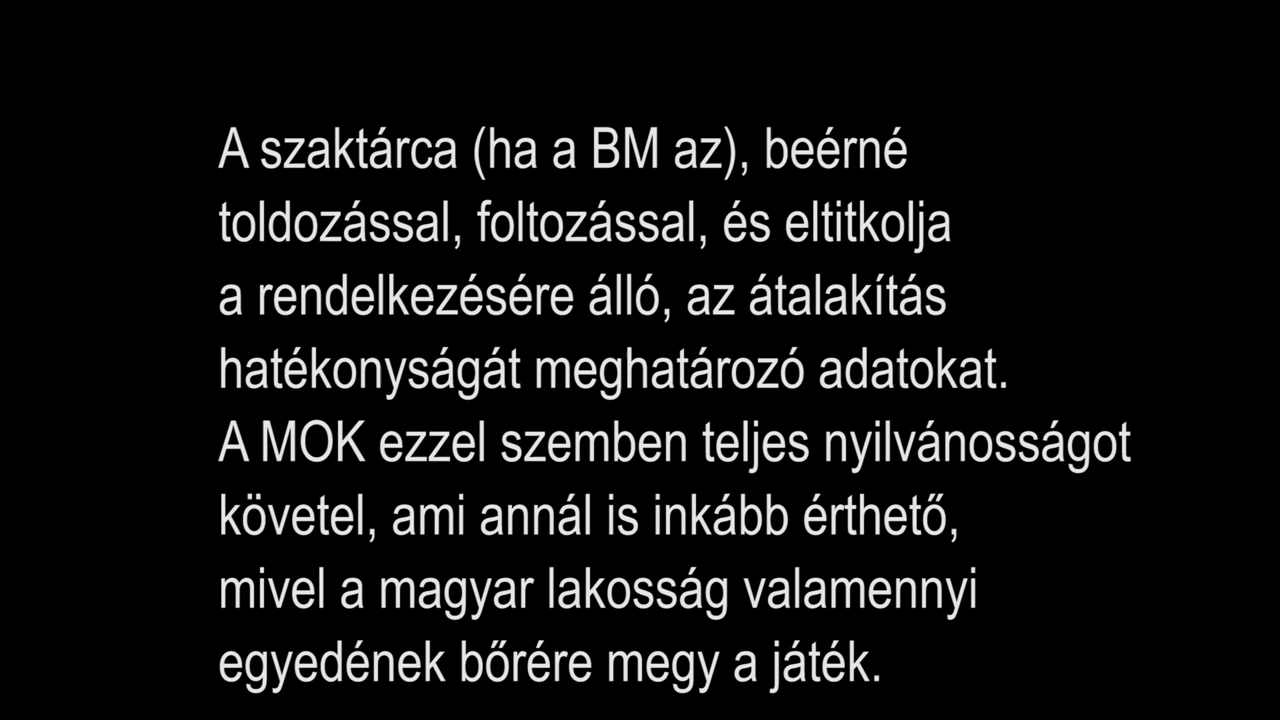 A szaktárca (ha a BM az), beérné
toldozással, foltozással, és eltitkolja
a rendelkezésére álló, az átalakítás
hatékonyságát meghatározó adatokat.
A MOK ezzel szemben teljes nyilvánosságot
követel, ami annál is inkább érthető,
mivel a magyar lakosság valamennyi
egyedének bőrére megy a játék.